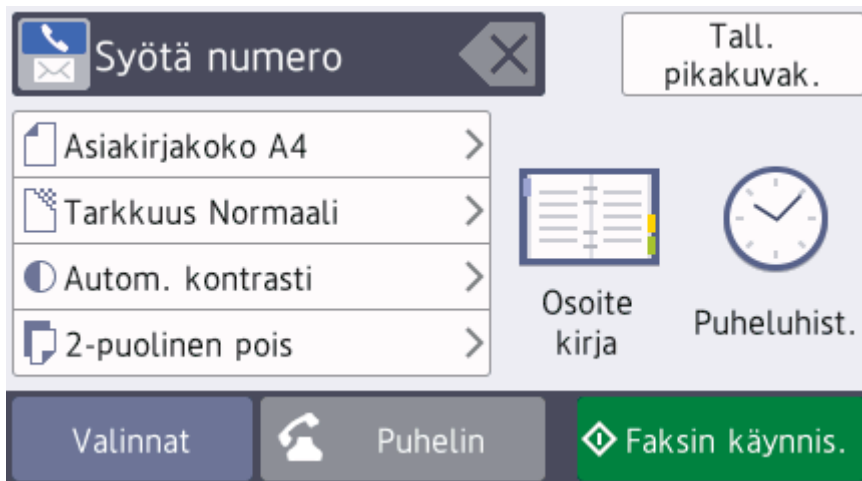 Syötä numero
Tall.
pikakuvak.
Asiakirjakoko A4
Tarkkuus Normaali
Autom. kontrasti
2-puolinen pois
Osoite
kirja
Puheluhist.
Valinnat
Puhelin
Faksin käynnis.